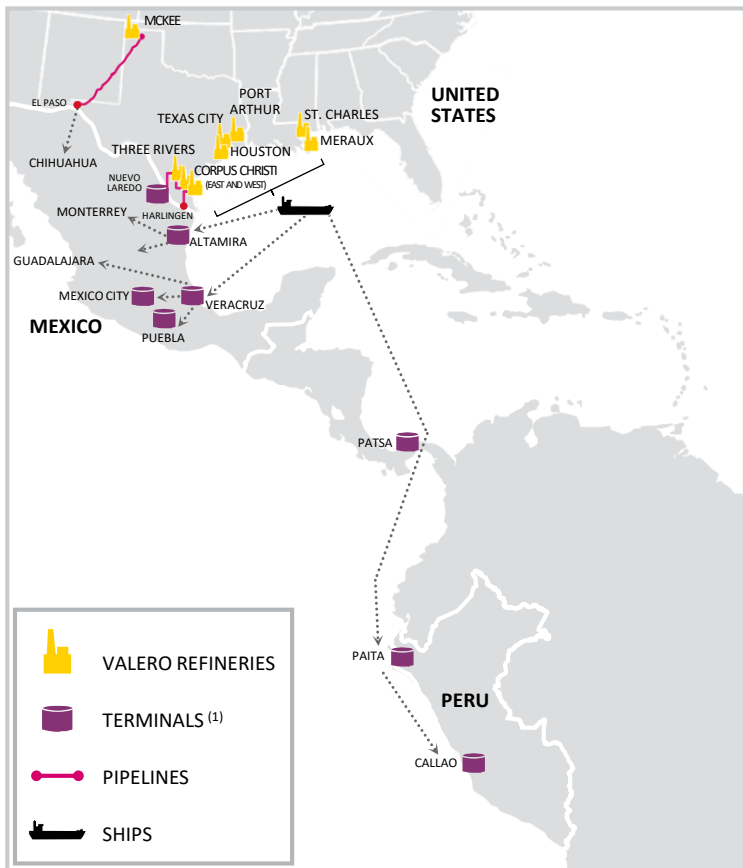 MCKEE
EL PASO
CHIHUAHUA
PORT
ARTHUR
TEXAS CITY
HOUSTON
ST. CHARLES
MERAUX
UNITED
STATES
THREE RIVERS
CORPUS CHRISTI
(EAST AND WEST)
NUEVO
LAREDO
HARLINGEN
MONTERREY
ALTAMIRA
GUADALAJARA
MEXICO CITY
VERACRUZ
MEXICO
PUEBLA
PATSA
PAITA
PERU
CALLAO
VALERO REFINERIES
TERMINALS (1)
PIPELINES
SHIPS